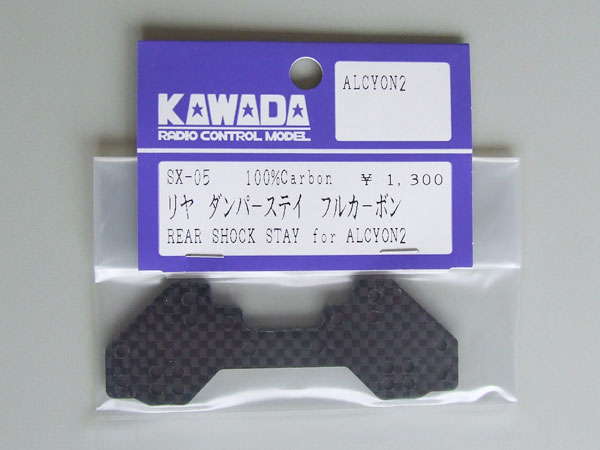 ALCYON2
KAWADA
RADIO CONTROL MODEL
SX-05 100%Carbon ¥ 1,300
リヤ ダンパーステイ フルカーボン
REAR SHOCK STAY for ALCYON2